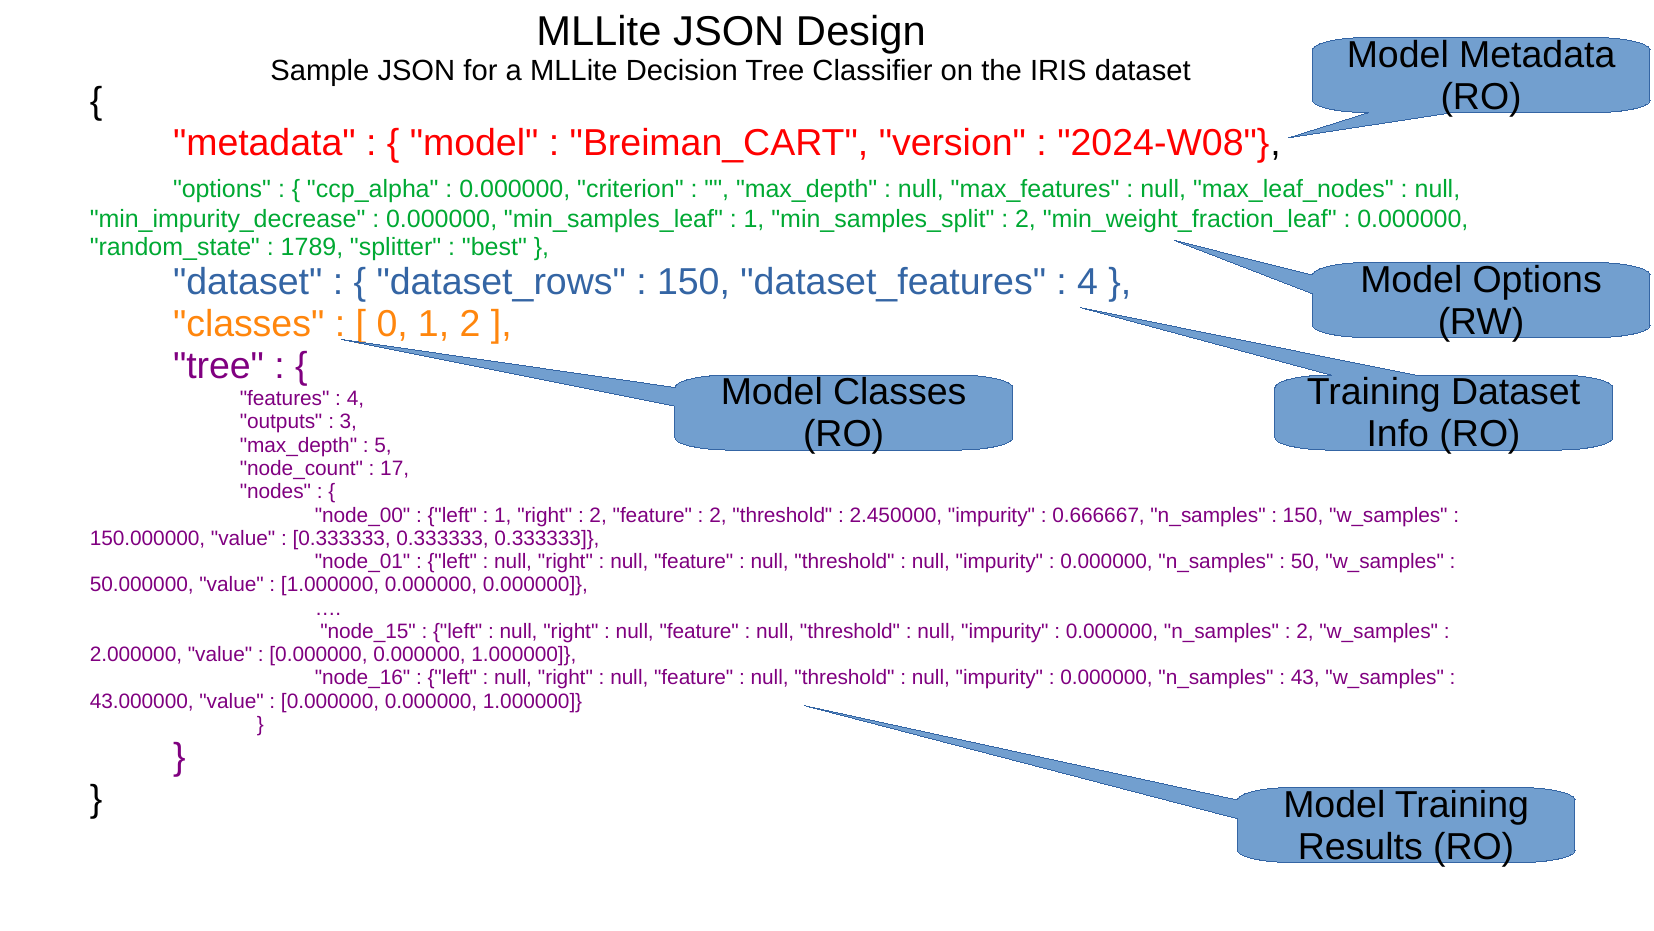 MLLite JSON Design
Sample JSON for a MLLite Decision Tree Classifier on the IRIS dataset
Model Metadata
(RO)
{
"metadata" : { "model" : "Breiman_CART", "version" : "2024-W08"},
"options" : { "ccp_alpha" : 0.000000, "criterion" : "", "max_depth" : null, "max_features" : null, "max_leaf_nodes" : null,
"min_impurity_decrease" : 0.000000, "min_samples_leaf" : 1, "min_samples_split" : 2, "min_weight_fraction_leaf" : 0.000000,
"random_state" : 1789, "splitter" : "best" },
"dataset" : { "dataset_rows" : 150, "dataset_features" : 4 },
Model Options
(RW)
"classes" : [ 0, 1, 2 ],
"tree" : {
Model Classes
(RO)
Training Dataset
Info (RO)
"features" : 4,
"outputs" : 3,
"max_depth" : 5,
"node_count" : 17,
"nodes" : {
"node_00" : {"left" : 1, "right" : 2, "feature" : 2, "threshold" : 2.450000, "impurity" : 0.666667, "n_samples" : 150, "w_samples" :
150.000000, "value" : [0.333333, 0.333333, 0.333333]},
"node_01" : {"left" : null, "right" : null, "feature" : null, "threshold" : null, "impurity" : 0.000000, "n_samples" : 50, "w_samples" :
50.000000, "value" : [1.000000, 0.000000, 0.000000]},
….
"node_15" : {"left" : null, "right" : null, "feature" : null, "threshold" : null, "impurity" : 0.000000, "n_samples" : 2, "w_samples" :
2.000000, "value" : [0.000000, 0.000000, 1.000000]},
"node_16" : {"left" : null, "right" : null, "feature" : null, "threshold" : null, "impurity" : 0.000000, "n_samples" : 43, "w_samples" :
43.000000, "value" : [0.000000, 0.000000, 1.000000]}
}
}
}
Model Training
Results (RO)